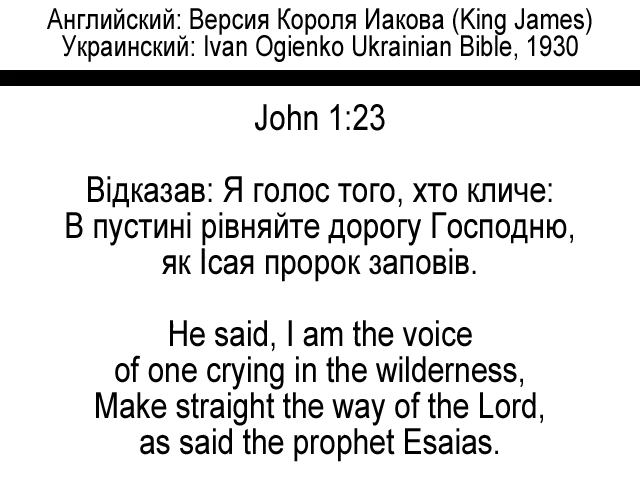 Английский: Версия Короля Иакова (King James)
Украинский: Ivan Ogienko Ukrainian Bible, 1930
John 1:23
Відказав: Я голос того, хто кличе:
В пустині рівняйте дорогу Господню,
як Ісая пророк заповів.
He said, I am the voice
of one crying in the wilderness,
Make straight the way of the Lord,
as said the prophet Esaias.